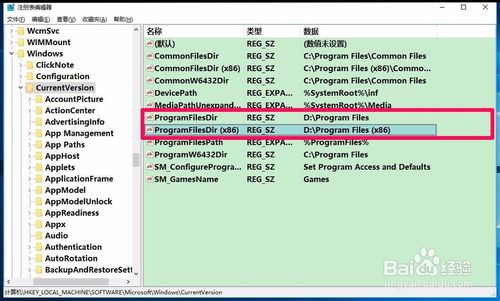 注册表编辑器
文件(F) 编辑(E) 查看(V) 收藏夹(A) 帮助(H)
WcmSvc
WIMMount
Windows
ClickNote
Configuration
CurrentVersion
AccountPicture
ActionCenter
AdvertisingInfo
App Management
App Paths
AppHost
Applets
ApplicationFrame
AppModel
AppModelUnlock
AppReadiness
Appx
Audio
Authentication
AutoRotation
BackupAndRestoreSet
名称 类型 数据
(默认) REG_SZ (数值未设置)
CommonFilesDir REG_SZ C:\Program Files\Common Files
CommonFilesDir (x86) REG_SZ C:\Program Files (x86)\Commo...
CommonW6432Dir REG_SZ C:\Program Files\Common Files
DevicePath REG_EXPA... %SystemRoot%\inf
MediaPathUnexpand... REG_EXPA... %SystemRoot%\Media
ProgramFilesDir REG_SZ D:\Program Files
ProgramFilesDir (x86) REG_SZ D:\Program Files (x86)
ProgramFilesPath REG_EXPA... %ProgramFiles%
ProgramW6432Dir REG_SZ C:\Program Files
SM_ConfigureProgra... REG_SZ Set Program Access and Defaults
SM_GamesName REG_SZ Games
Baidu 经验
jingyan.baidu.com
计算机\HKEY_LOCAL_MACHINE\SOFTWARE\Microsoft\Windows\CurrentVersion